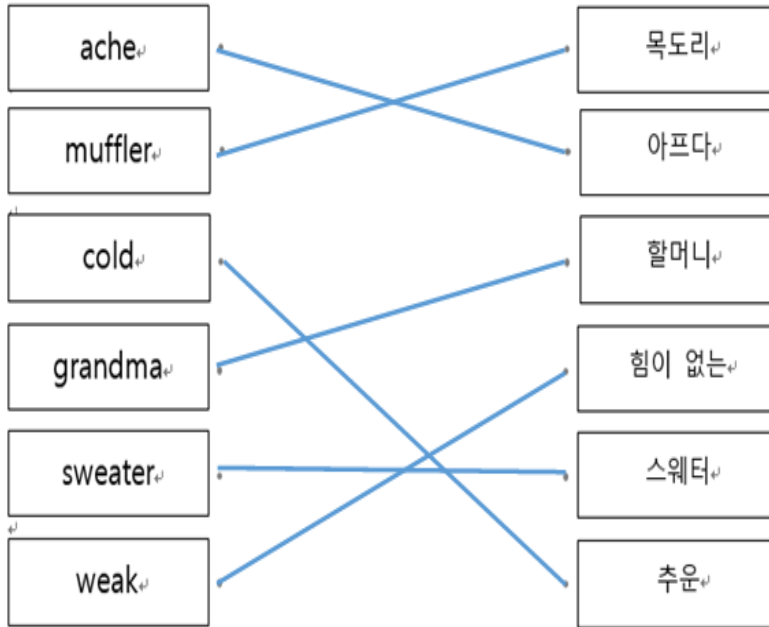 ache 목도리
muffler 아프다
cold 할머니
grandma 힘이 없는
sweater 스웨터
weak 추운